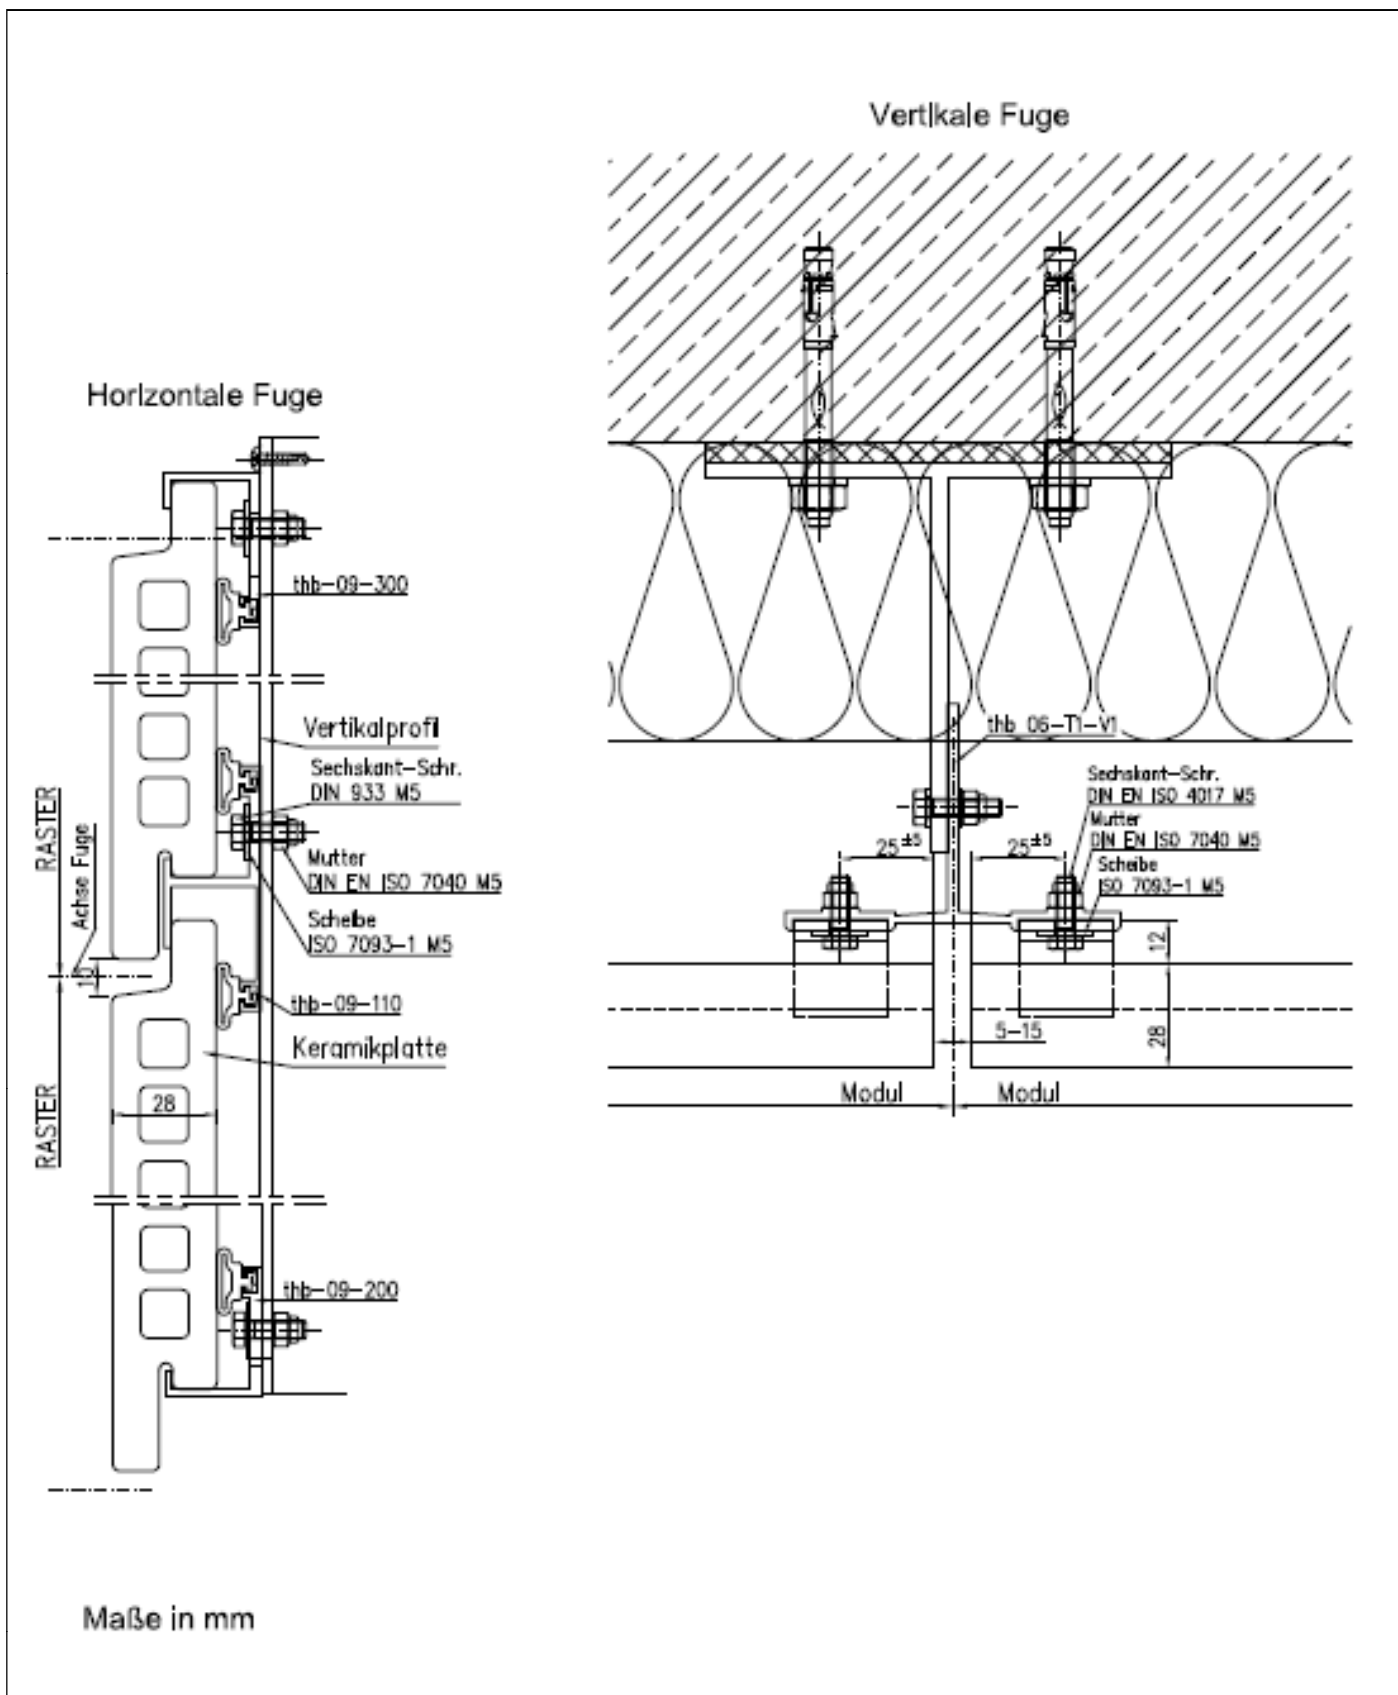 Vertikale Fuge
Horizontale Fuge
thb-09-300
Vertikalprofil
Sechskant-Schr.
DIN 933 M5
RASTER
Achse Fuge
10
Mutter
DIN EN ISO 7040 M5
Scheibe
ISO 7093-1 M5
thb-09-110
Keramikplatte
28
RASTER
thb-09-200
thb 06-T1-V1
Sechskant-Schr.
DIN EN ISO 4017 M5
Mutter
DIN EN ISO 7040 M5
Scheibe
ISO 7093-1 M5
25±5
25±5
12
5-15
28
Modul
Modul
Maße in mm